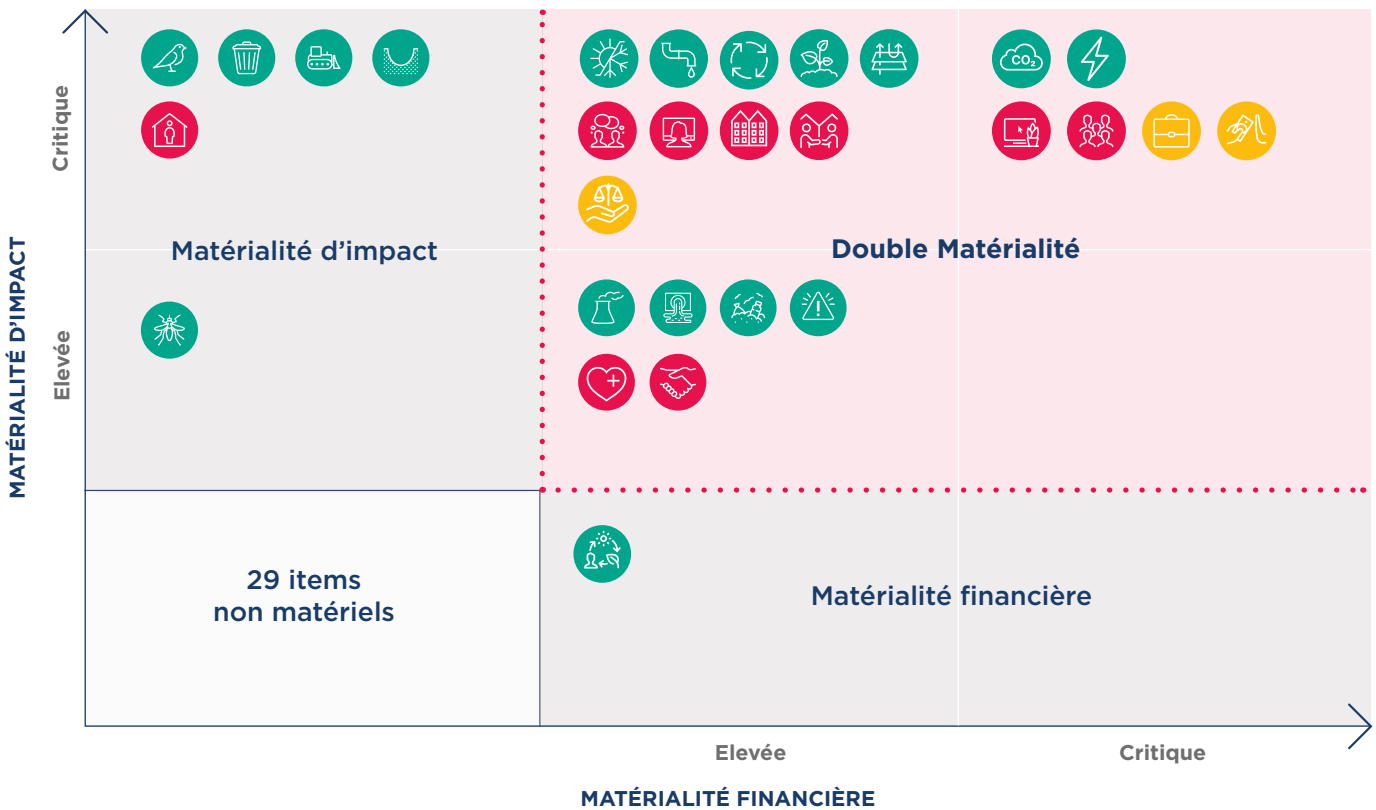 CO₂
Critique
Matérialité d'impact
Double Matérialité
MATÉRIALITÉ D'IMPACT
Elevée
29 items
non matériels
Matérialité financière
Elevée
Critique
MATÉRIALITÉ FINANCIÈRE